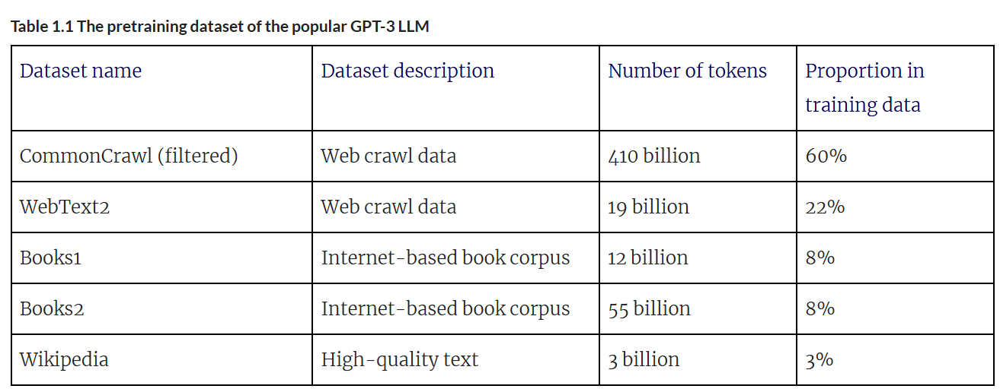 Table 1.1 The pretraining dataset of the popular GPT-3 LLM
Dataset name Dataset description Number of tokens Proportion in
training data
CommonCrawl (filtered) Web crawl data 410 billion 60%
WebText2 Web crawl data 19 billion 22%
Books1 Internet-based book corpus 12 billion 8%
Books2 Internet-based book corpus 55 billion 8%
Wikipedia High-quality text 3 billion 3%